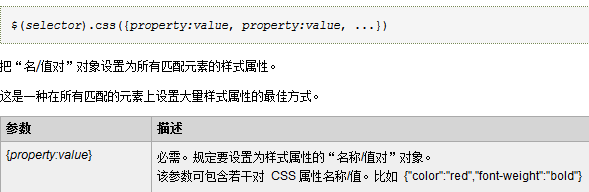 $(selector).css({property:value, property:value, ...})
把“名/值对”对象设置为所有匹配元素的样式属性。
这是一种在所有匹配的元素上设置大量样式属性的最佳方式。
参数 描述
{property:value} 必需。规定要设置为样式属性的“名称/值对”对象。
该参数可包含若干对 CSS 属性名称/值。比如 {"color":"red","font-weight":"bold"}